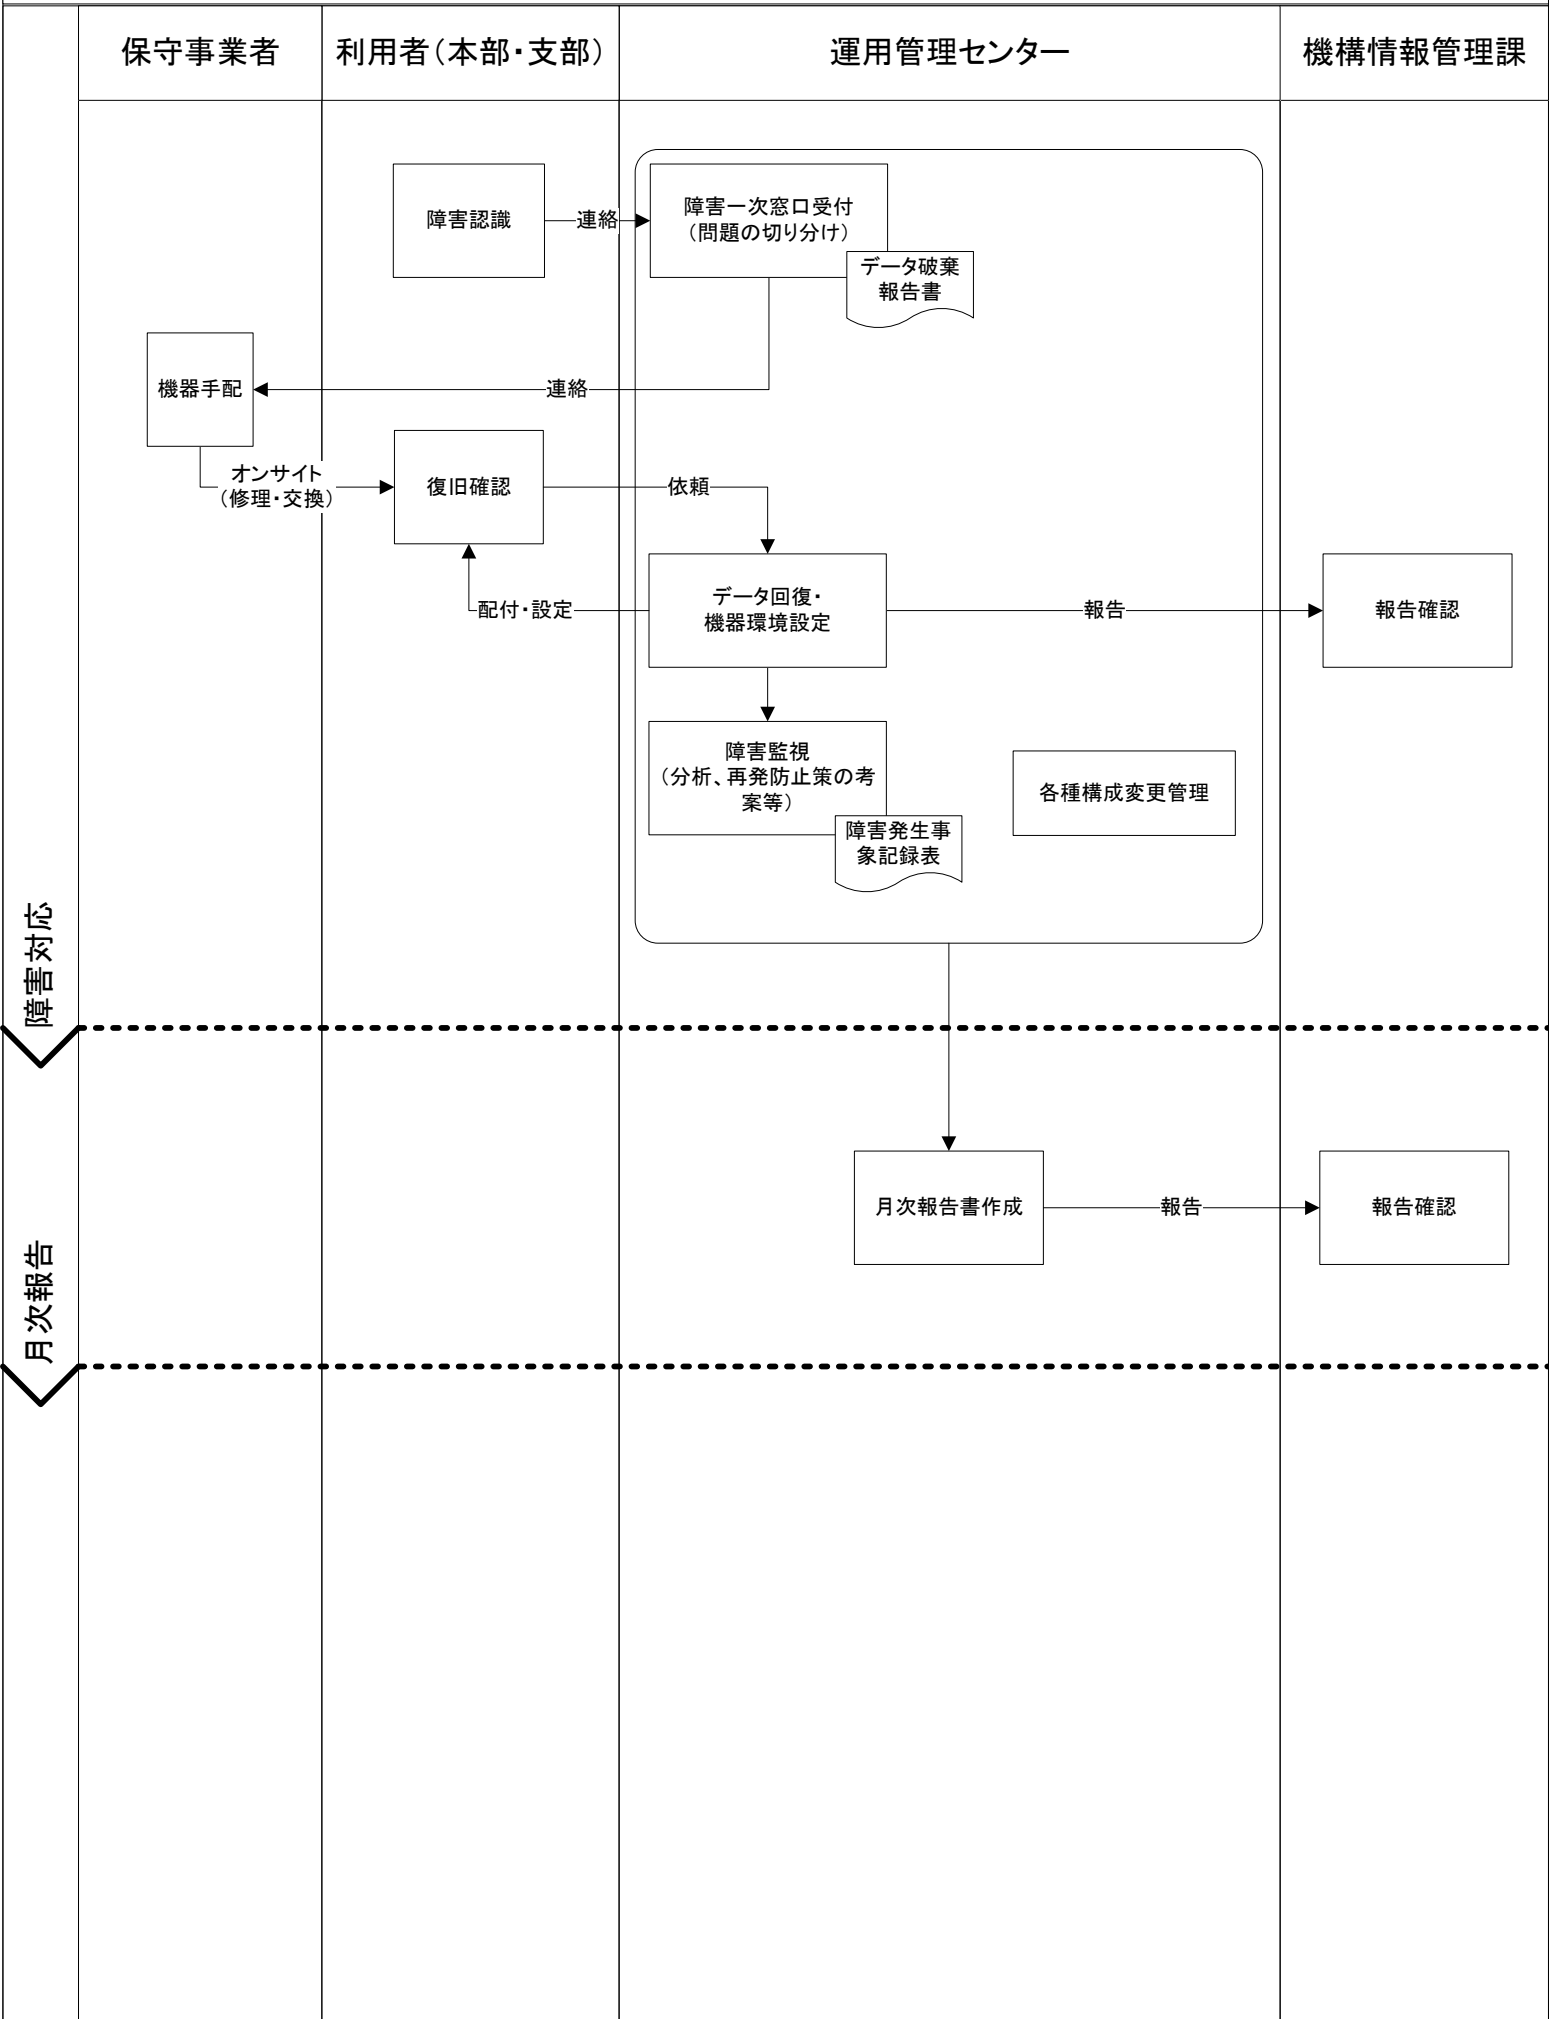 保守事業者
利用者（本部・支部）
運用管理センター
機構情報管理課
障害認識
連絡
障害一次窓口受付
（問題の切り分け）
データ破棄
報告書
機器手配
連絡
オンサイト
（修理・交換）
復旧確認
依頼
配付・設定
データ回復・
機器環境設定
報告
報告確認
障害監視
（分析、再発防止策の考
案等）
各種構成変更管理
障害発生事
象記録表
障害対応
月次報告書作成
報告
報告確認
月次報告